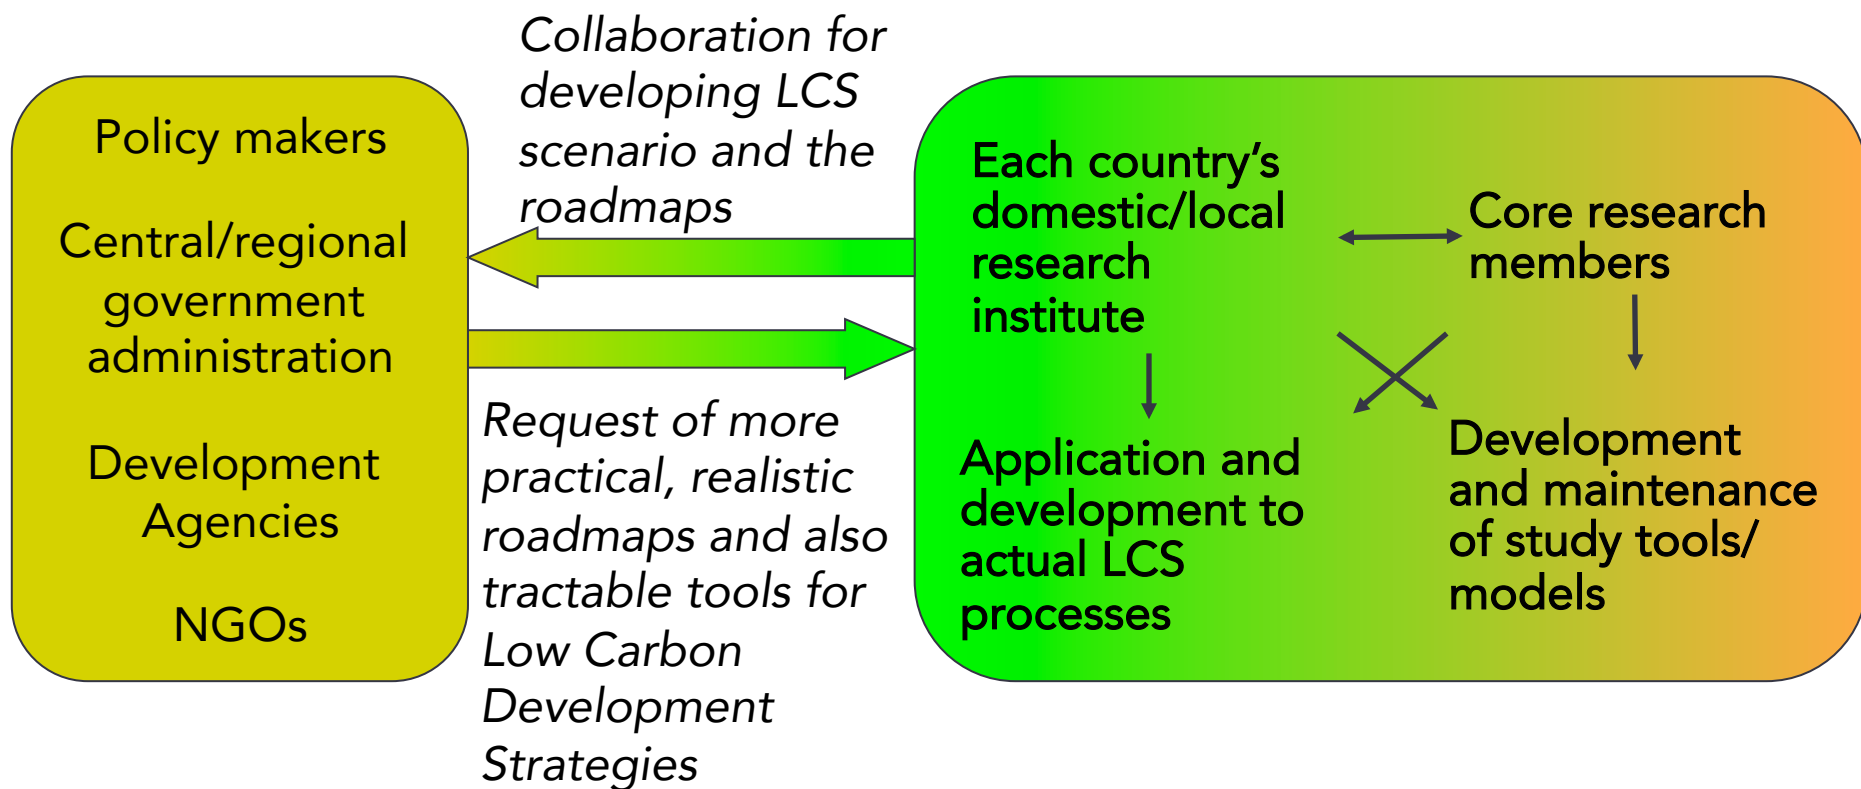 Policy makers
Central/regional
government
administration
Development
Agencies
NGOs
Collaboration for
developing LCS
scenario and the
roadmaps
Request of more
practical, realistic
roadmaps and also
tractable tools for
Low Carbon
Development
Strategies
Each country’s
domestic/local
research
institute
Core research
members
Application and
development to
actual LCS
processes
Development
and maintenance
of study tools/
models